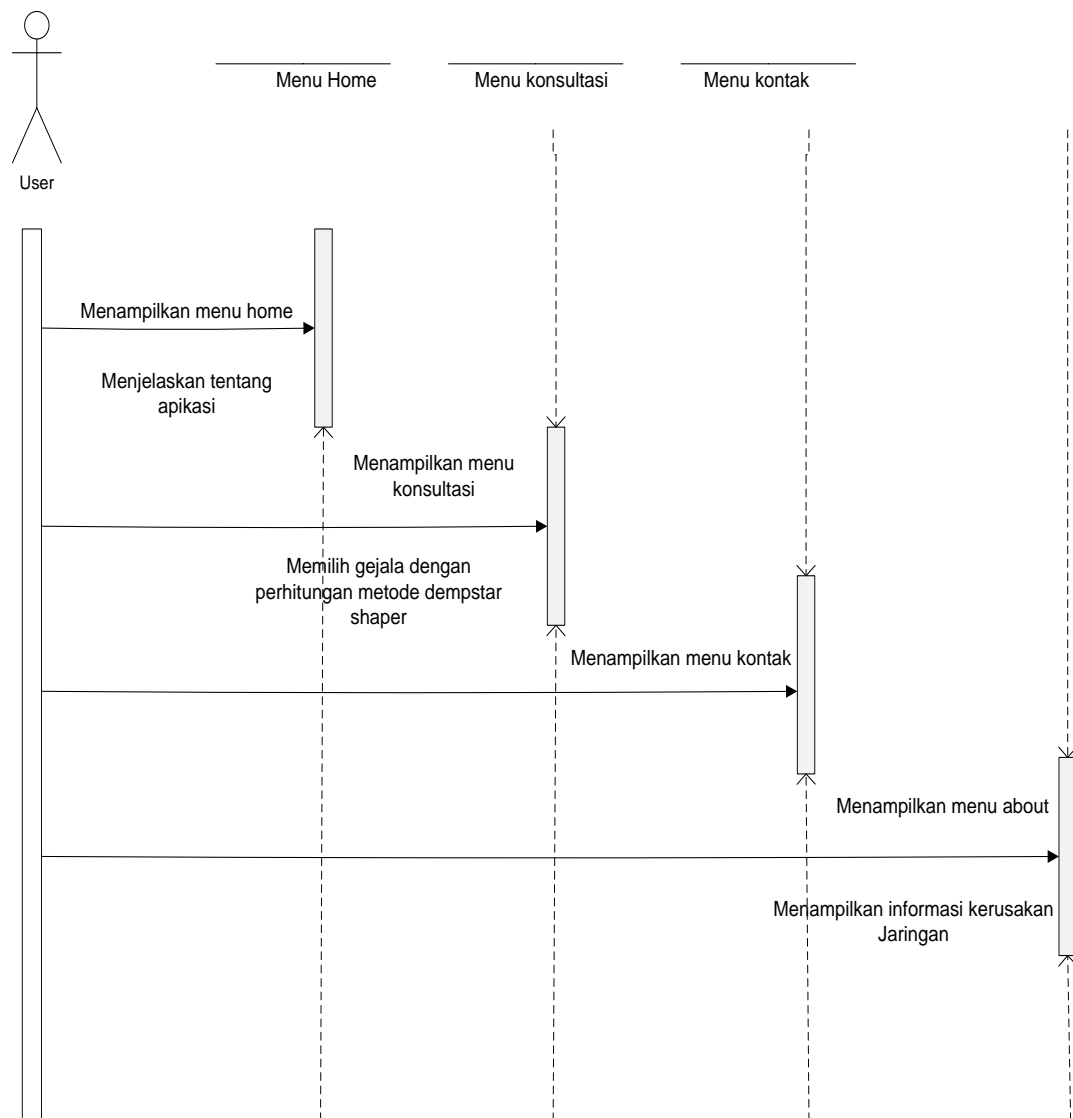 Menu Home
Menu konsultasi
Menu kontak
User
Menampilkan menu home
Menjelaskan tentang
apikasi
Menampilkan menu
konsultasi
Memilih gejala dengan
perhitungan metode dempstar
shaper
Menampilkan menu kontak
Menampilkan menu about
Menampilkan informasi kerusakan
Jaringan